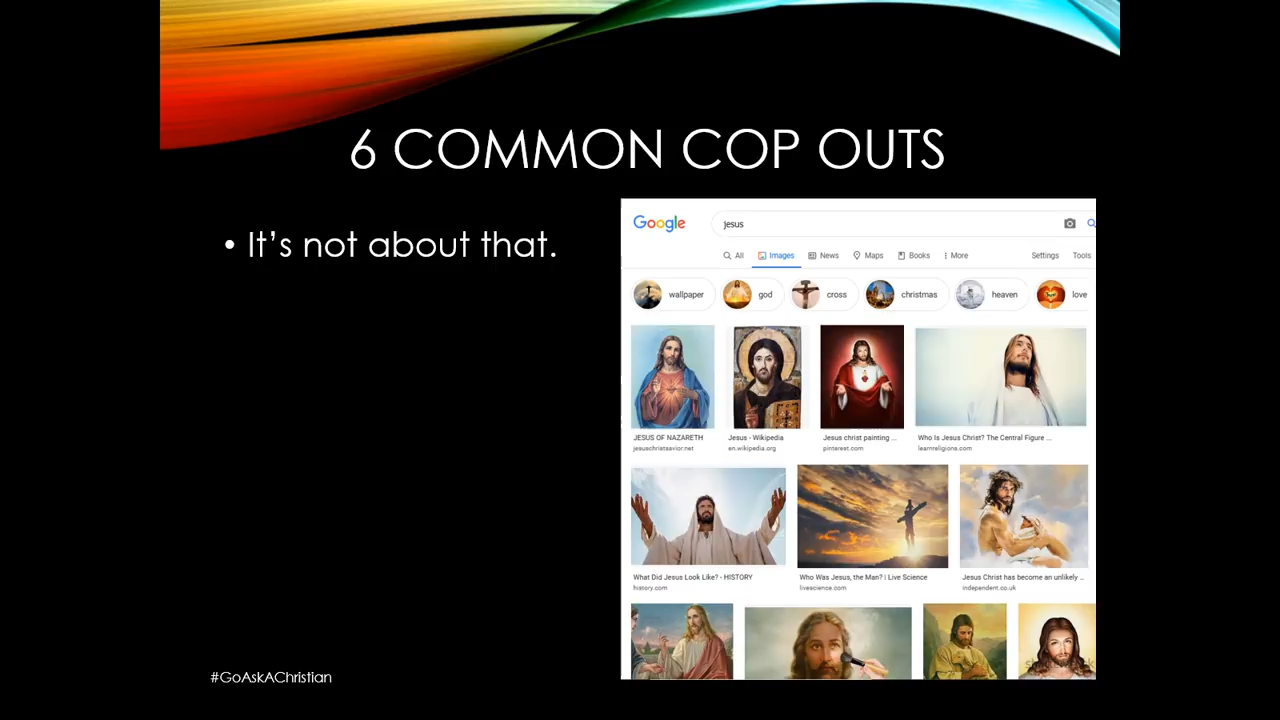 6 COMMON COP OUTS
• It's not about that.
Google
jesus
All Images News Maps Books More Settings Tools
wallpaper god cross christmas heaven love
JESUS OF NAZARETH
jesuschristsavior.net
Jesus - Wikipedia
en.wikipedia.org
Jesus christ painting ...
pinterest.com
Who Is Jesus Christ? The Central Figure ...
learnreligions.com
What Did Jesus Look Like? - HISTORY
history.com
Who Was Jesus, the Man? | Live Science
livescience.com
Jesus Christ has become an unlikely ...
independent.co.uk
#GoAskAChristian